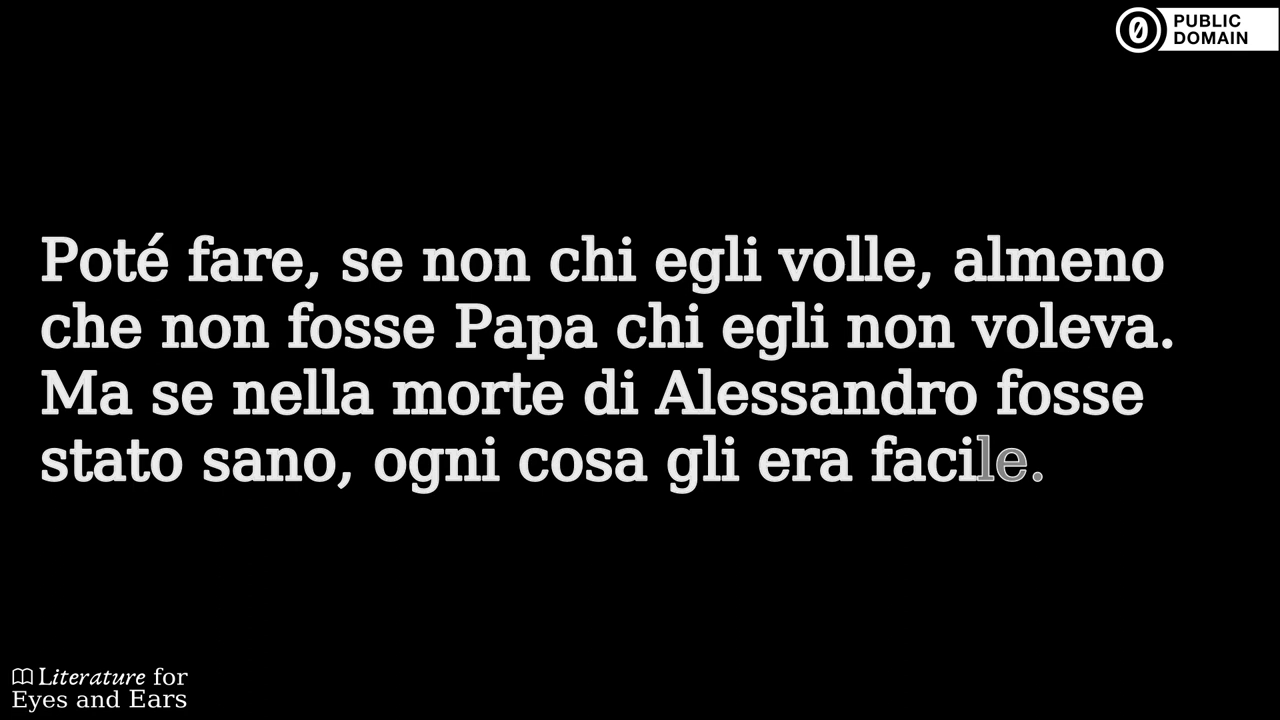 PUBLIC
DOMAIN
Poté fare, se non chi egli volle, almeno
che non fosse Papa chi egli non voleva.
Ma se nella morte di Alessandro fosse
stato sano, ogni cosa gli era facile.
Literature for
Eyes and Ears